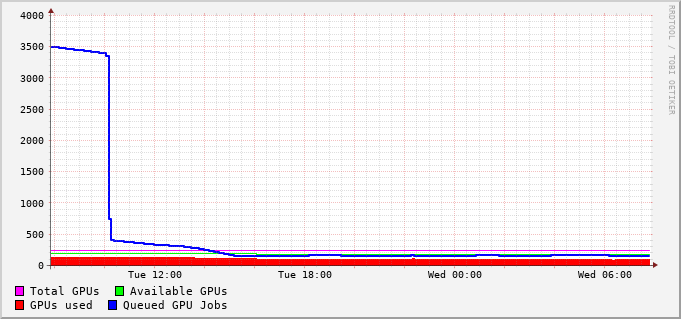 4000
3500
3000
2500
2000
1500
1000
500
0
Tue 12:00 Tue 18:00 Wed 00:00 Wed 06:00
Total GPUs Available GPUs
GPUs used Queued GPU Jobs
RRDTOOL / TOBI OETIKER